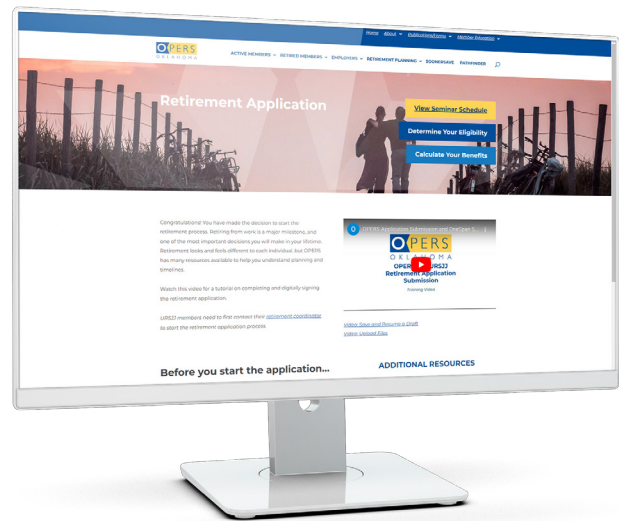 Home About Publications/Forms Member Education
OPERS
OKLAHOMA
ACTIVE MEMBERS RETIRED MEMBERS EMPLOYERS RETIREMENT PLANNING SOONERSAVE PATHFINDER
Retirement Application
View Seminar Schedule
Determine Your Eligibility
Calculate Your Benefits
Congratulations! You have made the decision to start the
retirement process. Retiring from work is a major milestone, and
one of the most important decisions you will make in your lifetime.
Retirement looks and feels different to each individual, but OPERS
has many resources available to help you understand planning and
timelines.
Watch this video for a tutorial on completing and digitally signing
the retirement application.
URSJJ members need to first contact their retirement coordinator
to start the retirement application process.
O OPERS Application Submission and OneSpan S...
OPERS
OKLAHOMA
URSJJ
Retirement Application
Submission
Training Video
Video: Save and Resume a Draft
Video: Upload Files
Before you start the application...
ADDITIONAL RESOURCES